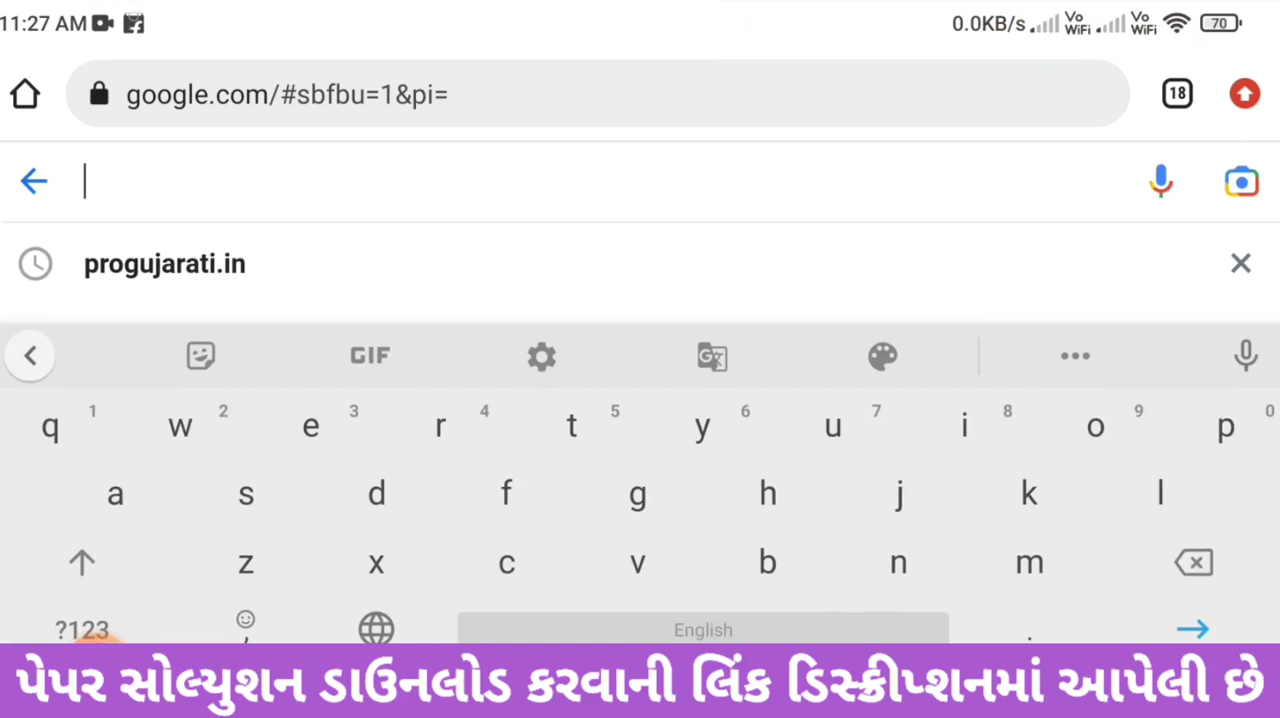 11:27 AM 0.0KB/s Vo WiFi Vo WiFi 70
google.com/#sbfbu=1&pi= 18
progujarati.in
GIF
1 2 3 4 5 6 7 8 9 0
q w e r t y u i o p
a s d f g h j k l
z x c v b n m
?123 , English .
પેપર સોલ્યુશન ડાઉનલોડ કરવાની લિંક ડિસ્ક્રીપ્શનમાં આપેલી છે